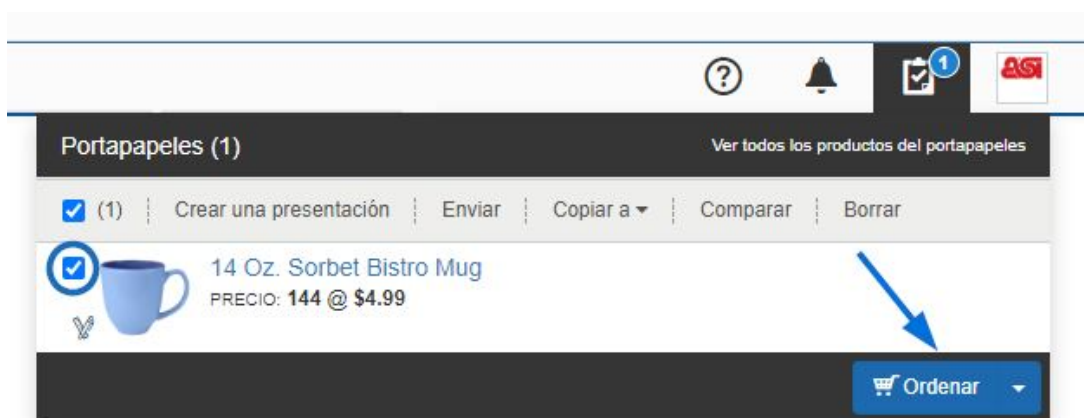 1
asi
Portapapeles (1)
Ver todos los productos del portapapeles
(1) Crear una presentación Enviar Copiar a Comparar Borrar
14 Oz. Sorbet Bistro Mug
PRECIO: 144 @ $4.99
Ordenar